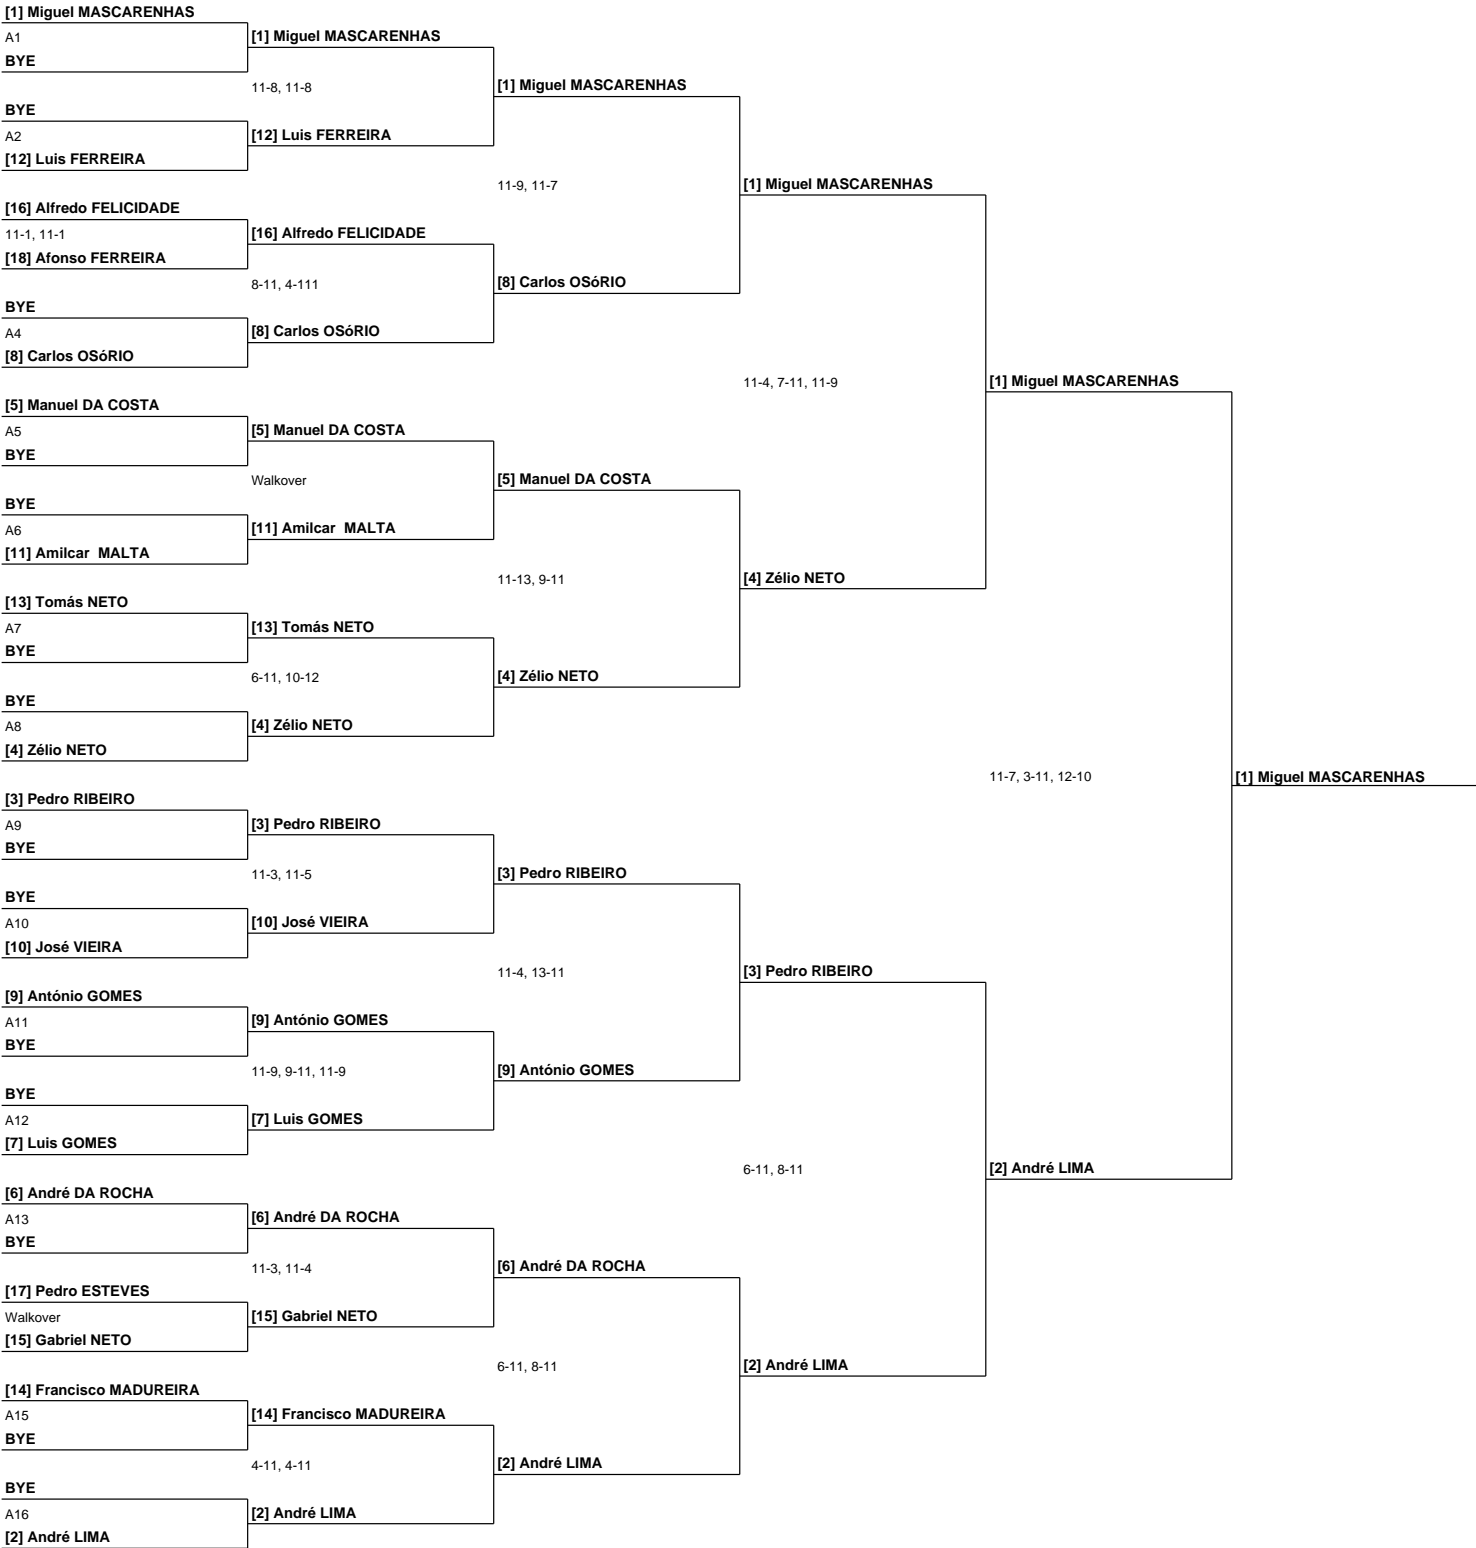 [1] Miguel MASCARENHAS
A1
[1] Miguel MASCARENHAS
BYE
11-8, 11-8
[1] Miguel MASCARENHAS
BYE
A2
[12] Luis FERREIRA
[12] Luis FERREIRA
11-9, 11-7
[1] Miguel MASCARENHAS
[16] Alfredo FELICIDADE
11-1, 11-1
[16] Alfredo FELICIDADE
[18] Afonso FERREIRA
8-11, 4-111
[8] Carlos OSóRIO
BYE
A4
[8] Carlos OSóRIO
[8] Carlos OSóRIO
11-4, 7-11, 11-9
[1] Miguel MASCARENHAS
[5] Manuel DA COSTA
A5
[5] Manuel DA COSTA
BYE
Walkover
[5] Manuel DA COSTA
BYE
A6
[11] Amilcar  MALTA
[11] Amilcar  MALTA
11-13, 9-11
[4] Zélio NETO
[13] Tomás NETO
A7
[13] Tomás NETO
BYE
6-11, 10-12
[4] Zélio NETO
BYE
A8
[4] Zélio NETO
[4] Zélio NETO
11-7, 3-11, 12-10
[1] Miguel MASCARENHAS
[3] Pedro RIBEIRO
A9
[3] Pedro RIBEIRO
BYE
11-3, 11-5
[3] Pedro RIBEIRO
BYE
A10
[10] José VIEIRA
[10] José VIEIRA
11-4, 13-11
[3] Pedro RIBEIRO
[9] António GOMES
A11
[9] António GOMES
BYE
11-9, 9-11, 11-9
[9] António GOMES
BYE
A12
[7] Luis GOMES
[7] Luis GOMES
6-11, 8-11
[2] André LIMA
[6] André DA ROCHA
A13
[6] André DA ROCHA
BYE
11-3, 11-4
[6] André DA ROCHA
[17] Pedro ESTEVES
Walkover
[15] Gabriel NETO
[15] Gabriel NETO
6-11, 8-11
[2] André LIMA
[14] Francisco MADUREIRA
A15
[14] Francisco MADUREIRA
BYE
4-11, 4-11
[2] André LIMA
BYE
A16
[2] André LIMA
[2] André LIMA